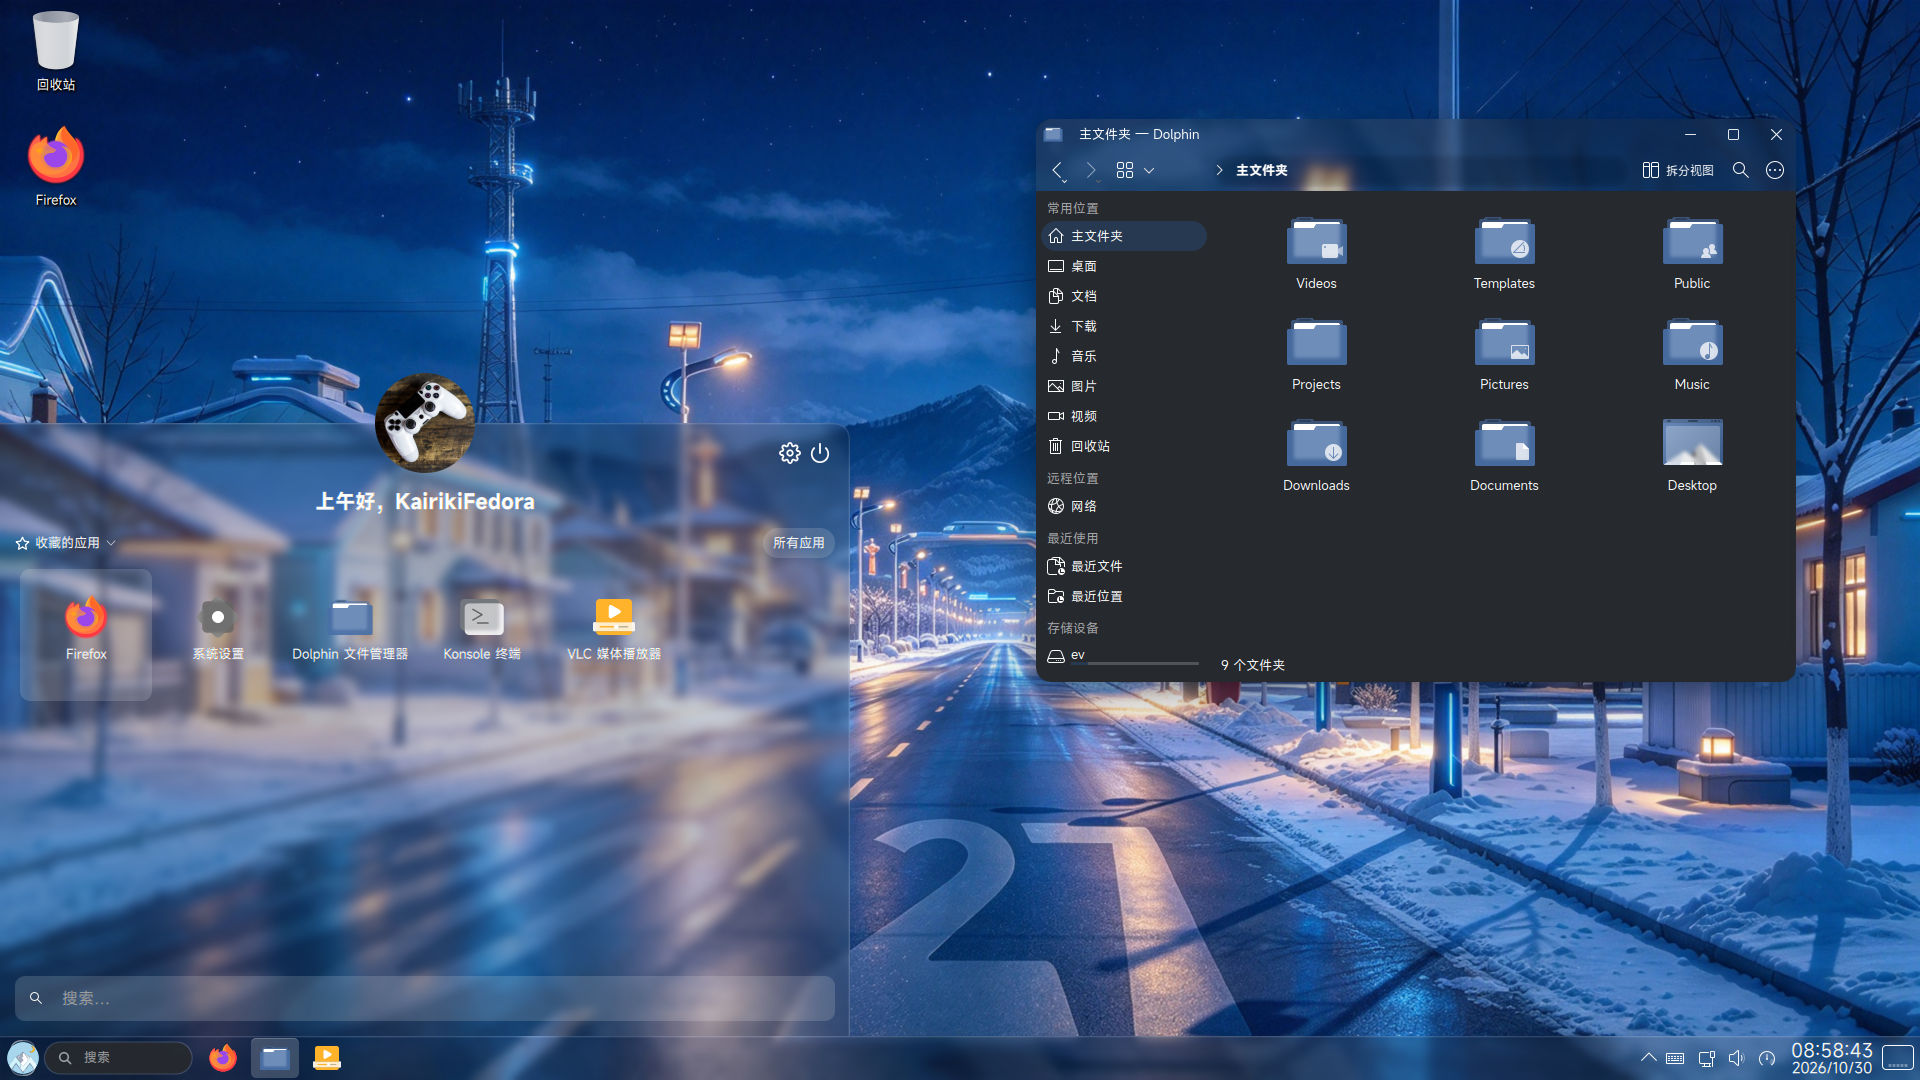 回收站
Firefox
上午好，KairikiFedora
收藏的应用
所有应用
Firefox
系统设置
Dolphin 文件管理器
Konsole 终端
VLC 媒体播放器
搜索...
主文件夹 — Dolphin
主文件夹
拆分视图
常用位置
主文件夹
桌面
文档
下载
音乐
图片
视频
回收站
远程位置
网络
最近使用
最近文件
最近位置
存储设备
ev
Videos
Templates
Public
Projects
Pictures
Music
Downloads
Documents
Desktop
9 个文件夹
27
搜索
08:58:43
2026/10/30